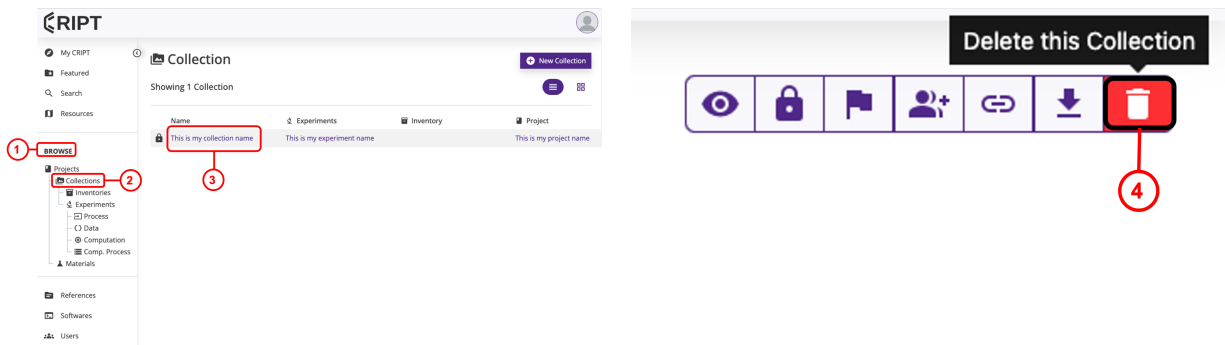 CRIPT
My CRIPT
Featured
Search
Resources
1
BROWSE
Projects
Collections
2
Inventories
Experiments
Process
Data
Computation
Comp. Process
Materials
References
Softwares
Users
Collection
New Collection
Showing 1 Collection
Name Experiments Inventory Project
This is my collection name This is my experiment name This is my project name
3
Delete this Collection
4